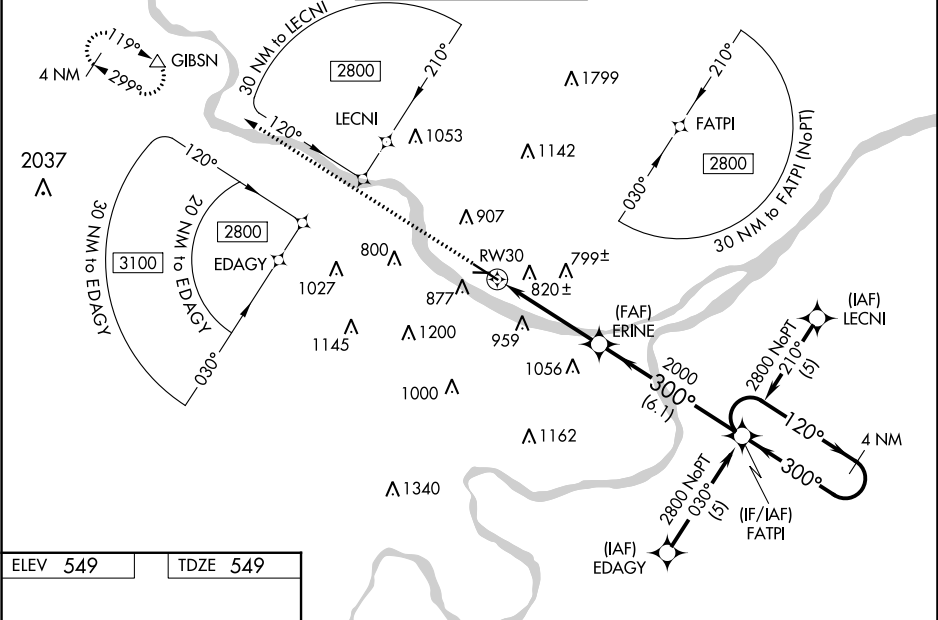 119°
GIBSN
4 NM
299°
30 NM to LECNI
2800
210°
LECNI
120°
1053
1799
1142
210°
FATPI
2800
030°
30 NM to FATPI (NoPT)
2037
120°
30 NM to EDAGY
3100
20 NM to EDAGY
2800
EDAGY
030°
907
800
1027
877
RW30
820±
799±
1145
1200
959
(FAF)
ERINE
1056
1000
2000
300°
(6.1)
(IAF)
LECNI
2800 NoPT
210°
(5)
120°
4 NM
300°
1162
1340
2800 NoPT
030°
(5)
(IF/IAF)
FATPI
(IAF)
EDAGY
ELEV 549
TDZE 549